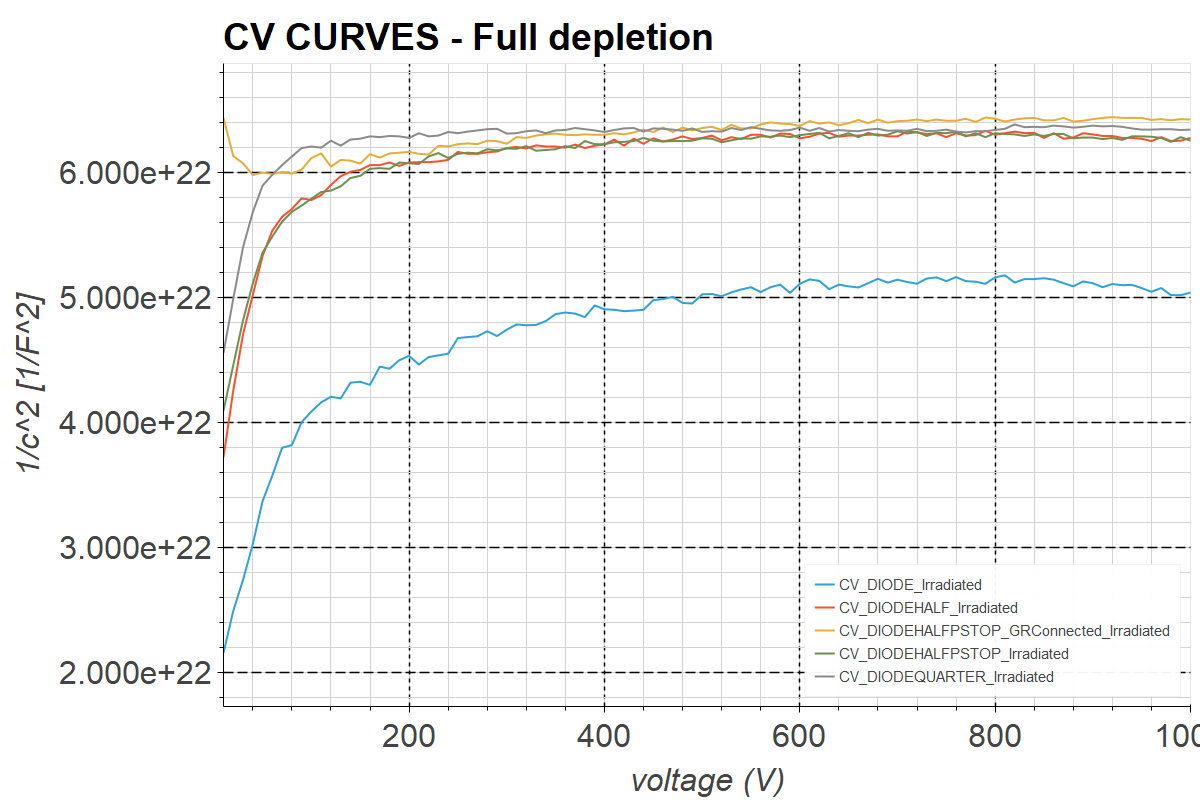 CV CURVES - Full depletion
1/c^2 [1/F^2]
6.000e+22
5.000e+22
4.000e+22
3.000e+22
2.000e+22
CV_DIODE_Irradiated
CV_DIODEHALF_Irradiated
CV_DIODEHALFPSTOP_GRConnected_Irradiated
CV_DIODEHALFPSTOP_Irradiated
CV_DIODEQUARTER_Irradiated
200 400 600 800 100
voltage (V)